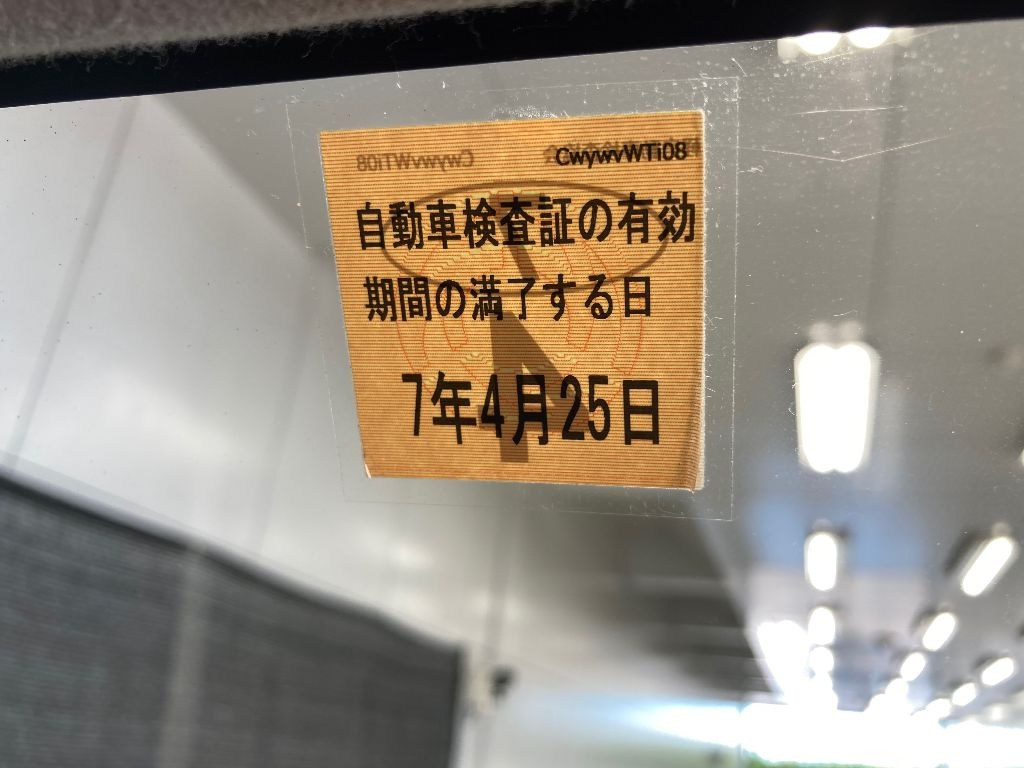 CwywvWTi08
自動車検査証の有効
期間の満了する日
7年4月25日